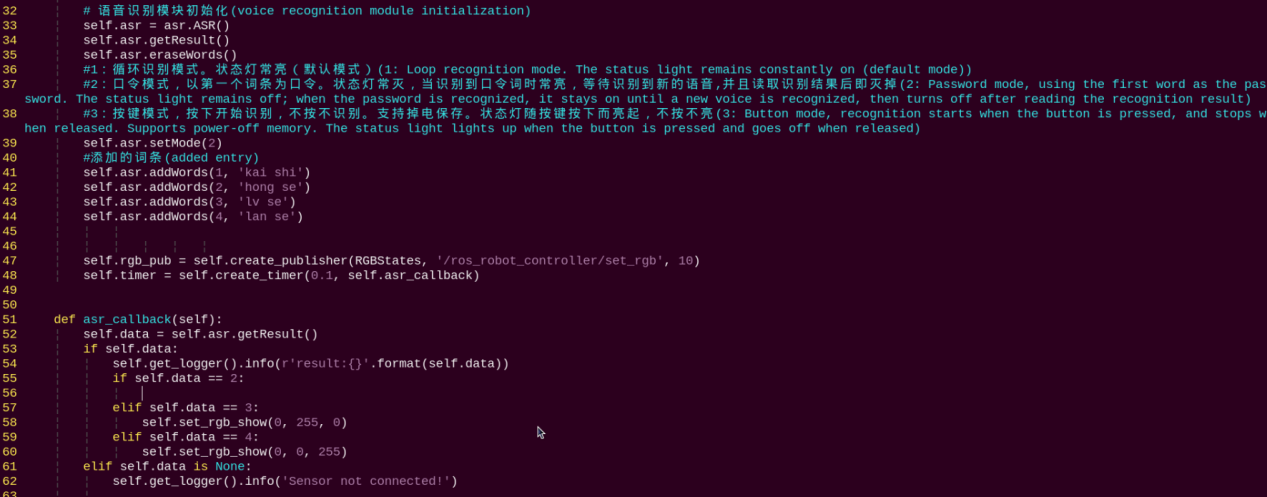 32 # 语音识别模块初始化(voice recognition module initialization)
33 self.asr = asr.ASR()
34 self.asr.getResult()
35 self.asr.eraseWords()
36 #1：循环识别模式。状态灯常亮（默认模式）(1: Loop recognition mode. The status light remains constantly on (default mode))
37 #2：口令模式，以第一个词条为口令。状态灯常灭，当识别到口令词时常亮，等待识别到新的语音,并且读取识别结果后即灭掉(2: Password mode, using the first word as the pas
sword. The status light remains off; when the password is recognized, it stays on until a new voice is recognized, then turns off after reading the recognition result)
38 #3：按键模式，按下开始识别，不按不识别。支持掉电保存。状态灯随按键按下而亮起，不按不亮(3: Button mode, recognition starts when the button is pressed, and stops w
hen released. Supports power-off memory. The status light lights up when the button is pressed and goes off when released)
39 self.asr.setMode(2)
40 #添加的词条(added entry)
41 self.asr.addWords(1, 'kai shi')
42 self.asr.addWords(2, 'hong se')
43 self.asr.addWords(3, 'lv se')
44 self.asr.addWords(4, 'lan se')
45
46
47 self.rgb_pub = self.create_publisher(RGBStates, '/ros_robot_controller/set_rgb', 10)
48 self.timer = self.create_timer(0.1, self.asr_callback)
49
50
51 def asr_callback(self):
52 self.data = self.asr.getResult()
53 if self.data:
54 self.get_logger().info(r'result:{}'.format(self.data))
55 if self.data == 2:
56
57 elif self.data == 3:
58 self.set_rgb_show(0, 255, 0)
59 elif self.data == 4:
60 self.set_rgb_show(0, 0, 255)
61 elif self.data is None:
62 self.get_logger().info('Sensor not connected!')
63